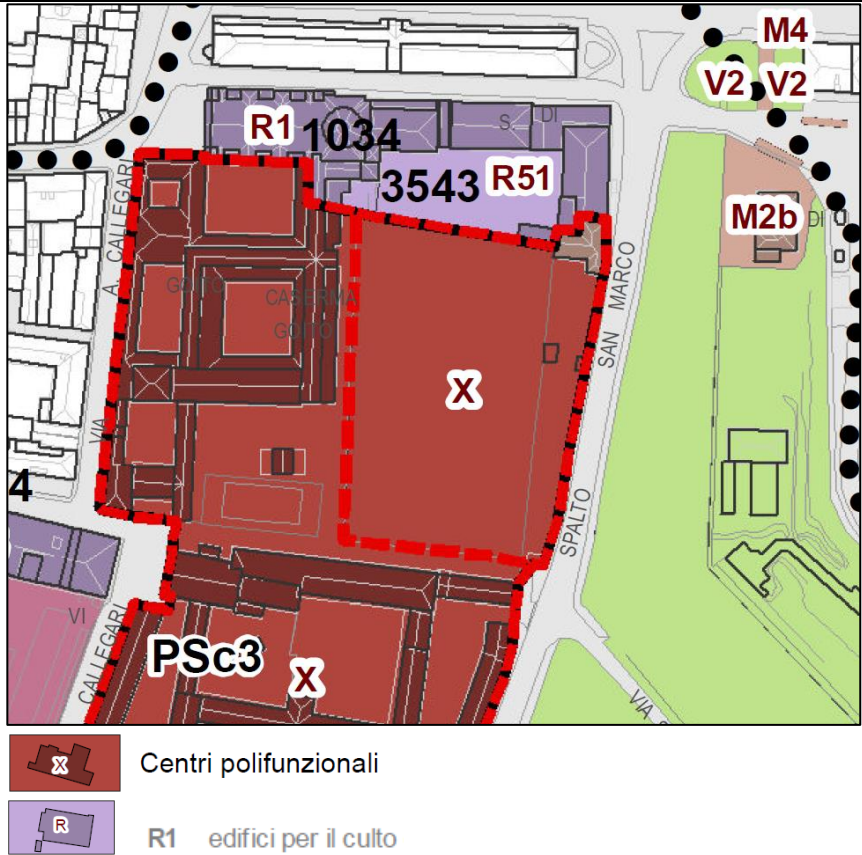 M4
V2 V2
R1 1034
S. DI
3543 R51
M2b
DI
VIA A. CALLEGARI
GOITO
CASERMA
GOITO
SPALTO SAN MARCO
X
4
VI
CALLEGARI
PSc3
X
VIA S
X Centri polifunzionali
R R1 edifici per il culto